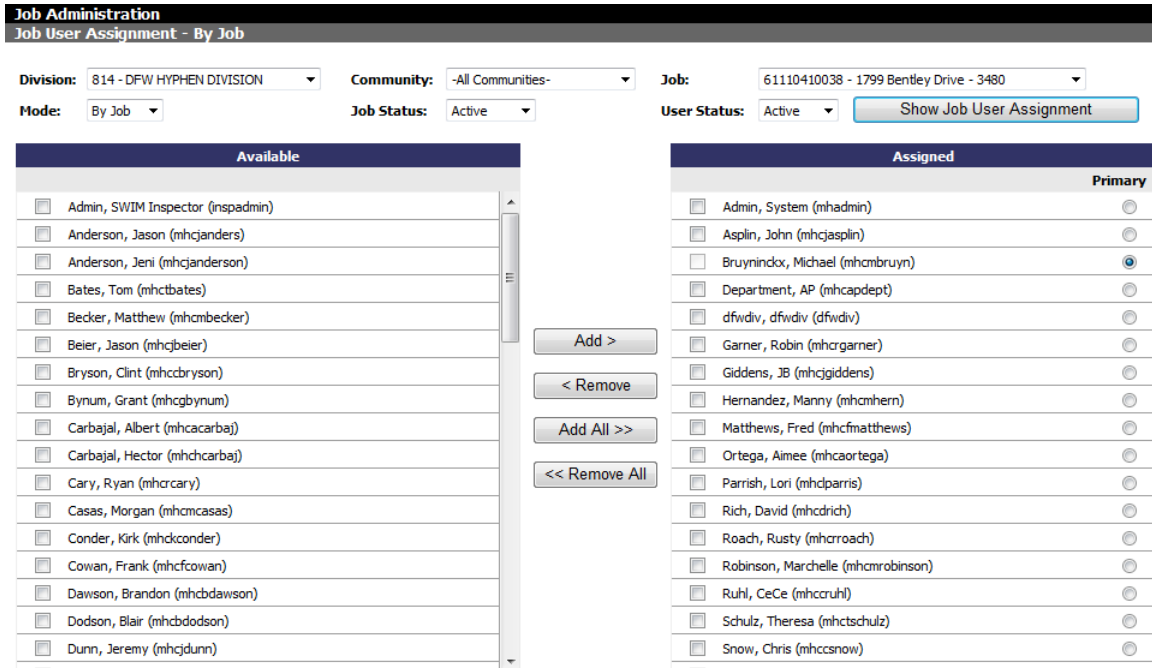 Job Administration
Job User Assignment - By Job
Division: 814 - DFW HYPHEN DIVISION Community: -All Communities- Job: 61110410038 - 1799 Bentley Drive - 3480
Mode: By Job Job Status: Active User Status: Active Show Job User Assignment
Available
Admin, SWIM Inspector (inspadmin)
Anderson, Jason (mhcjanders)
Anderson, Jeni (mhcjanderson)
Bates, Tom (mhctbates)
Becker, Matthew (mhcmbecker)
Beier, Jason (mhcjbeier)
Bryson, Clint (mhccbryson)
Bynum, Grant (mhcgbynum)
Carbajal, Albert (mhcacarbaj)
Carbajal, Hector (mhchcarbaj)
Cary, Ryan (mhcrcary)
Casas, Morgan (mhcmcasas)
Conder, Kirk (mhckconder)
Cowan, Frank (mhcfcowan)
Dawson, Brandon (mhcbdawson)
Dodson, Blair (mhcbdodson)
Dunn, Jeremy (mhcjdunn)
Add >
< Remove
Add All >>
<< Remove All
Assigned
Primary
Admin, System (mhadmin)
Asplin, John (mhcjasplin)
Bruyninckx, Michael (mhcmbruyn)
Department, AP (mhcapdept)
dfwdiv, dfwdiv (dfwdiv)
Garner, Robin (mhcrgarner)
Giddens, JB (mhcjgiddens)
Hernandez, Manny (mhcmhern)
Matthews, Fred (mhcfmatthews)
Ortega, Aimee (mhcaortega)
Parrish, Lori (mhclparris)
Rich, David (mhcdrich)
Roach, Rusty (mhcrroach)
Robinson, Marchelle (mhcmrobinson)
Ruhl, CeCe (mhccruhl)
Schulz, Theresa (mhctschulz)
Snow, Chris (mhccsnow)